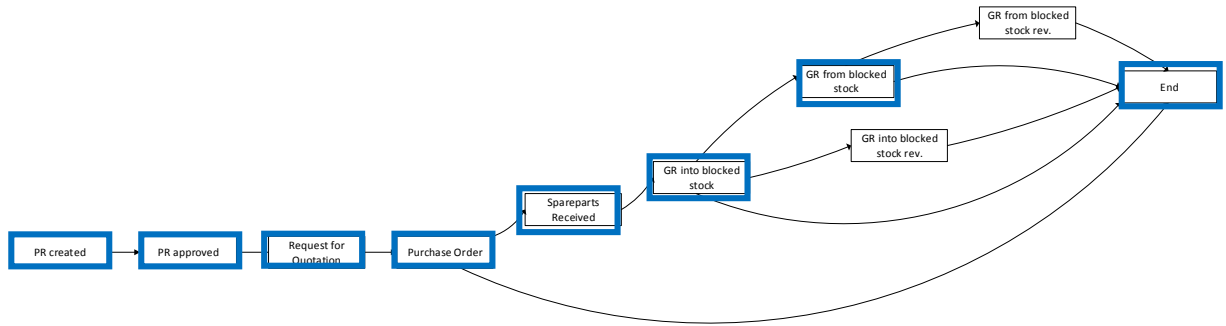 GR from blocked
stock rev.
GR from blocked
stock
End
GR into blocked
stock rev.
GR into blocked
stock
Spareparts
Received
PR created
PR approved
Request for
Quotation
Purchase Order